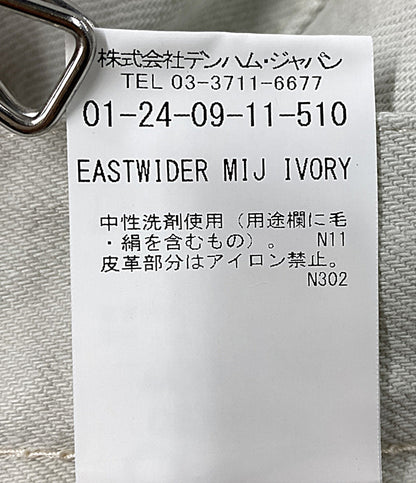 株式会社デンハム・ジャパン
TEL 03-3711-6677
01-24-09-11-510
EASTWIDER MIJ IVORY
中性洗剤使用（用途欄に毛
・絹を含むもの）。 N11
皮革部分はアイロン禁止。
N302